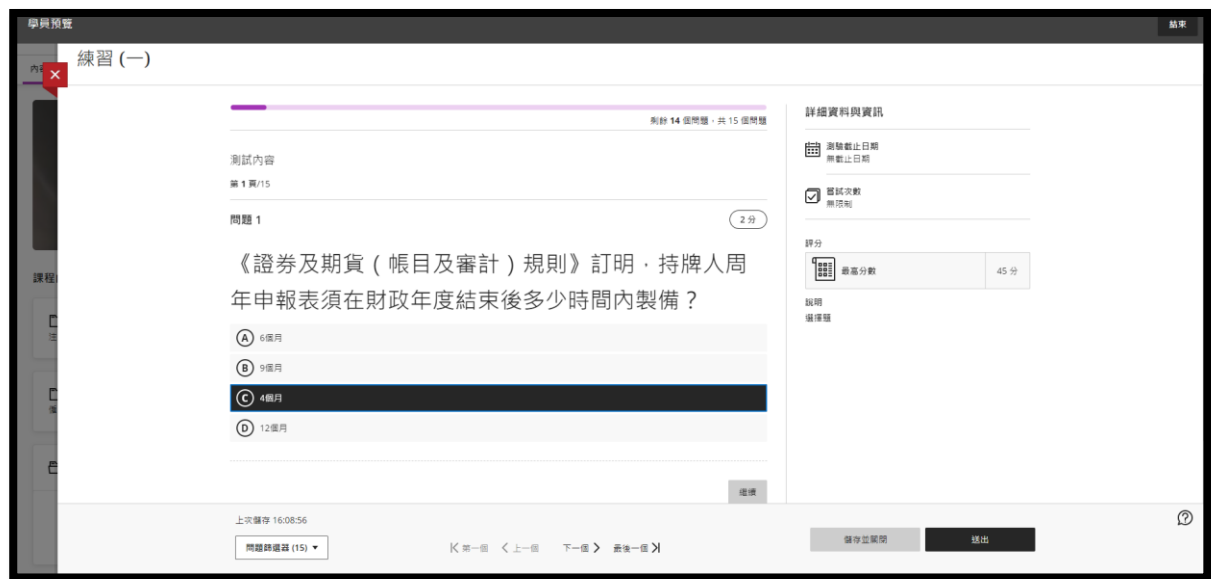 學員預覽
結束
練習 (一)
剩餘 14 個問題，共 15 個問題
測試內容
第 1 頁/15
問題 1
2 分
《證券及期貨（帳目及審計）規則》訂明，持牌人周
年申報表須在財政年度結束後多少時間內製備？
A 6個月
B 9個月
C 4個月
D 12個月
繼續
詳細資料與資訊
測驗截止日期
無截止日期
嘗試次數
無限制
評分
最高分數
45 分
說明
選擇題
上次儲存 16:08:56
問題篩選器 (15)
第一個
上一個
下一個
最後一個
儲存並關閉
送出